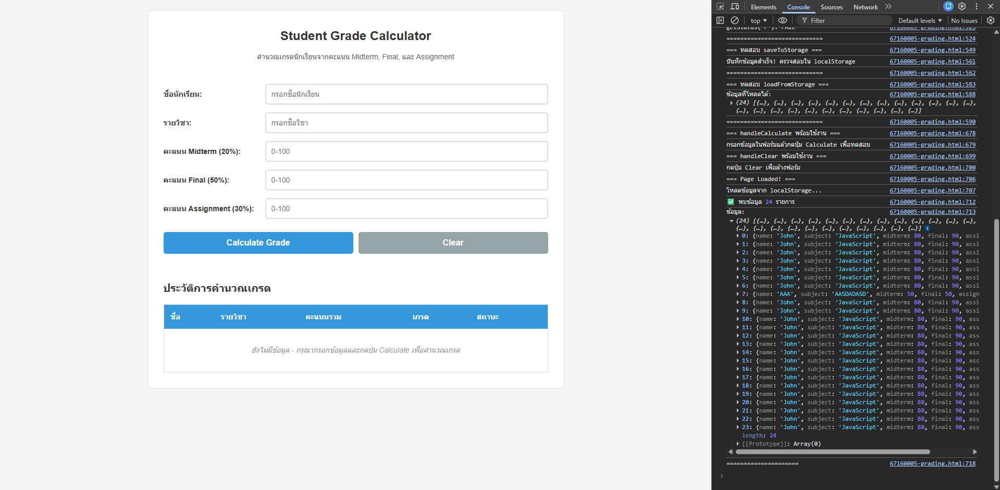 Student Grade Calculator
คำนวณเกรดนักเรียนจากคะแนน Midterm, Final, และ Assignment
ชื่อนักเรียน:
กรอกชื่อนักเรียน
รายวิชา:
กรอกชื่อวิชา
คะแนน Midterm (20%):
0-100
คะแนน Final (50%):
0-100
คะแนน Assignment (30%):
0-100
Calculate Grade
Clear
ประวัติการคำนวณเกรด
ชื่อ รายวิชา คะแนนรวม เกรด สถานะ
ยังไม่มีข้อมูล - กรุณากรอกข้อมูลและกดปุ่ม Calculate เพื่อคำนวณเกรด
Elements Console Sources Network
top Filter Default levels No Issues
============================ 67160005-grading.html:524
=== ทดสอบ saveToStorage === 67160005-grading.html:549
บันทึกข้อมูลสำเร็จ! ตรวจสอบใน localStorage 67160005-grading.html:561
============================ 67160005-grading.html:562
=== ทดสอบ loadFromStorage === 67160005-grading.html:583
ข้อมูลที่โหลดได้: 67160005-grading.html:588
(24) [{…}, {…}, {…}, {…}, {…}, {…}, {…}, {…}, {…}, {…}, {…}, {…}, {…},
{…}, {…}, {…}, {…}, {…}, {…}, {…}, {…}, {…}, {…}, {…}]
============================ 67160005-grading.html:590
=== handleCalculate พร้อมใช้งาน === 67160005-grading.html:678
กรอกข้อมูลในฟอร์มแล้วกดปุ่ม Calculate เพื่อทดสอบ 67160005-grading.html:679
=== handleClear พร้อมใช้งาน === 67160005-grading.html:699
กดปุ่ม Clear เพื่อล้างฟอร์ม 67160005-grading.html:700
=== Page Loaded! === 67160005-grading.html:706
โหลดข้อมูลจาก localStorage... 67160005-grading.html:707
✅ พบข้อมูล 24 รายการ 67160005-grading.html:712
ข้อมูล: 67160005-grading.html:713
(24) [{…}, {…}, {…}, {…}, {…}, {…}, {…}, {…}, {…}, {…}, {…}, {…}, {…},
{…}, {…}, {…}, {…}, {…}, {…}, {…}, {…}, {…}, {…}, {…}]
0: {name: 'John', subject: 'JavaScript', midterm: 80, final: 90, assi
1: {name: 'John', subject: 'JavaScript', midterm: 80, final: 90, assi
2: {name: 'John', subject: 'JavaScript', midterm: 80, final: 90, assi
3: {name: 'John', subject: 'JavaScript', midterm: 80, final: 90, assi
4: {name: 'John', subject: 'JavaScript', midterm: 80, final: 90, assi
5: {name: 'John', subject: 'JavaScript', midterm: 80, final: 90, assi
6: {name: 'John', subject: 'JavaScript', midterm: 80, final: 90, assi
7: {name: 'AAA', subject: 'AASDADASD', midterm: 50, final: 50, assign
8: {name: 'John', subject: 'JavaScript', midterm: 80, final: 90, assi
9: {name: 'John', subject: 'JavaScript', midterm: 80, final: 90, assi
10: {name: 'John', subject: 'JavaScript', midterm: 80, final: 90, ass
11: {name: 'John', subject: 'JavaScript', midterm: 80, final: 90, ass
12: {name: 'John', subject: 'JavaScript', midterm: 80, final: 90, ass
13: {name: 'John', subject: 'JavaScript', midterm: 80, final: 90, ass
14: {name: 'John', subject: 'JavaScript', midterm: 80, final: 90, ass
15: {name: 'John', subject: 'JavaScript', midterm: 80, final: 90, ass
16: {name: 'John', subject: 'JavaScript', midterm: 80, final: 90, ass
17: {name: 'John', subject: 'JavaScript', midterm: 80, final: 90, ass
18: {name: 'John', subject: 'JavaScript', midterm: 80, final: 90, ass
19: {name: 'John', subject: 'JavaScript', midterm: 80, final: 90, ass
20: {name: 'John', subject: 'JavaScript', midterm: 80, final: 90, ass
21: {name: 'John', subject: 'JavaScript', midterm: 80, final: 90, ass
22: {name: 'John', subject: 'JavaScript', midterm: 80, final: 90, ass
23: {name: 'John', subject: 'JavaScript', midterm: 80, final: 90, ass
length: 24
[[Prototype]]: Array(0)
===================== 67160005-grading.html:718